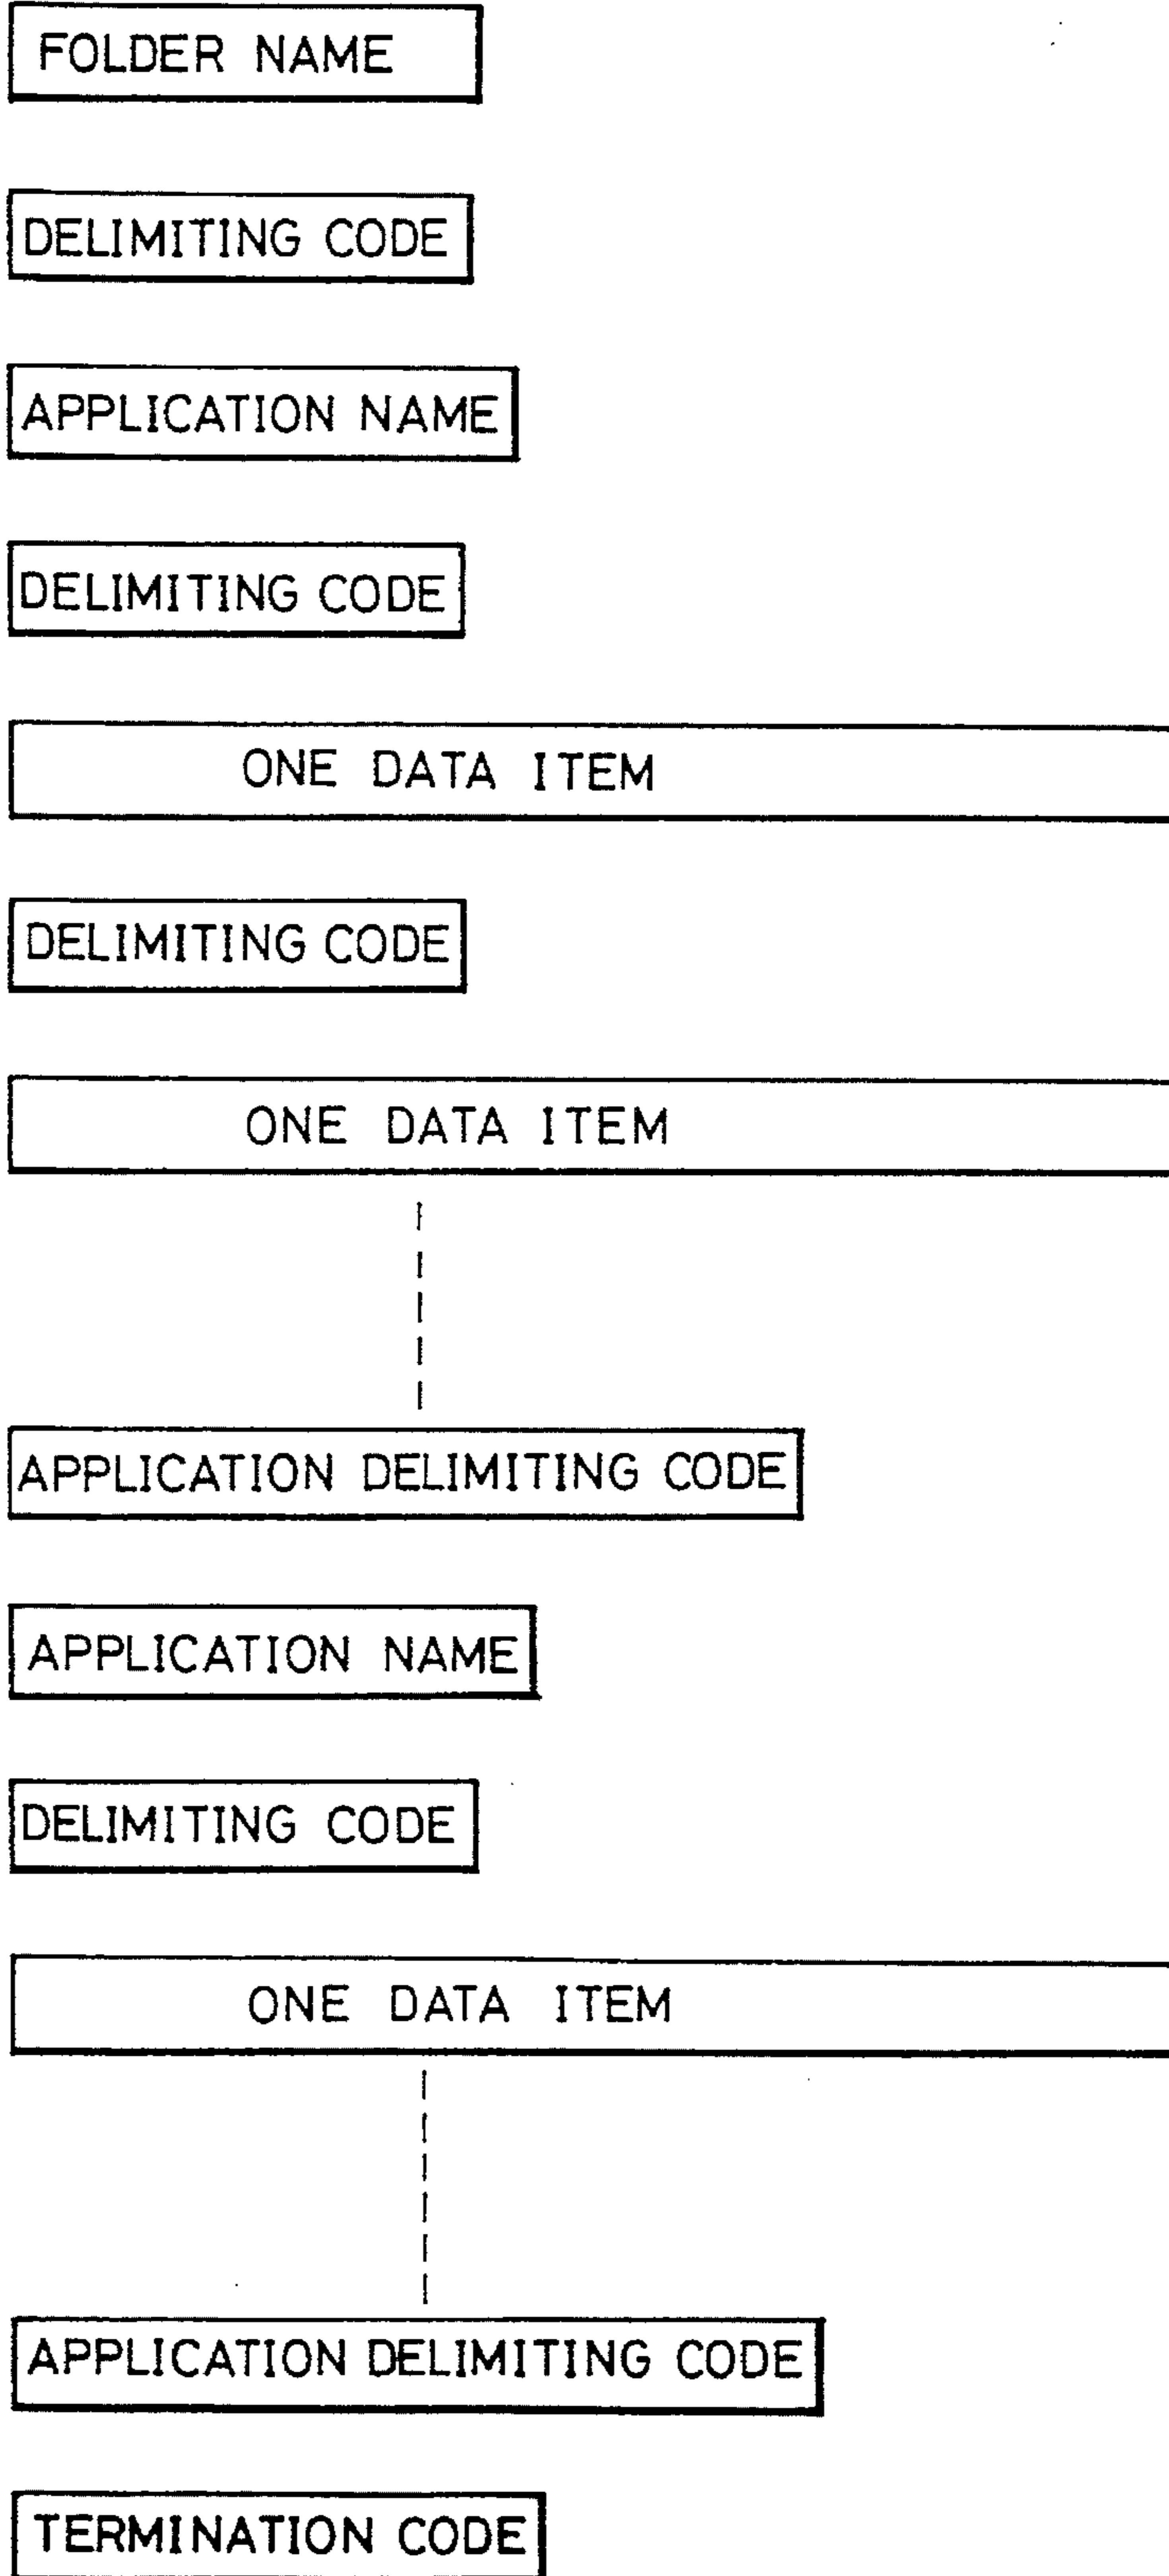 FOLDER NAME
DELIMITING CODE
APPLICATION NAME
DELIMITING CODE
ONE DATA ITEM
DELIMITING CODE
ONE DATA ITEM
APPLICATION DELIMITING CODE
APPLICATION NAME
DELIMITING CODE
ONE DATA ITEM
APPLICATION DELIMITING CODE
TERMINATION CODE